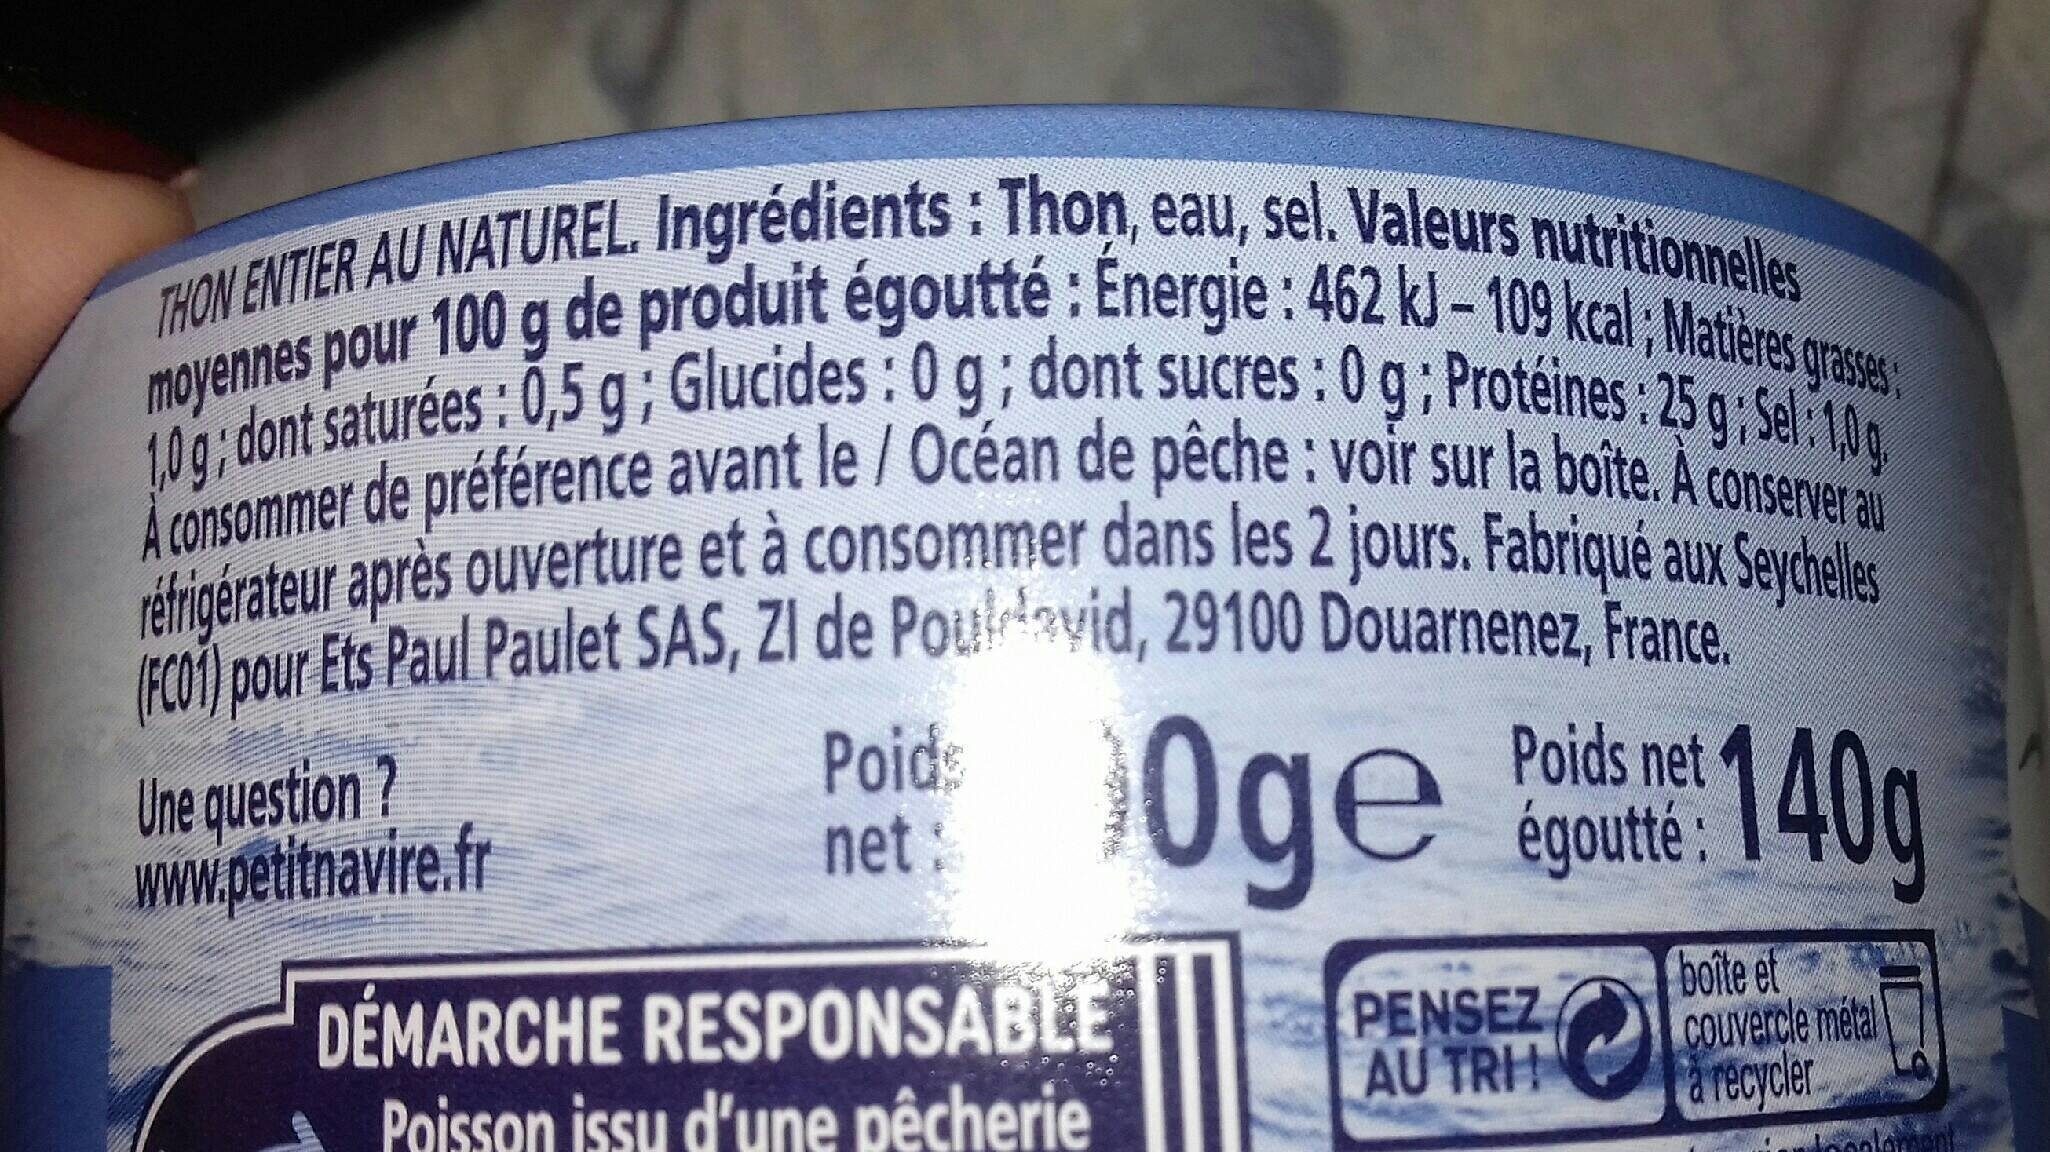 THON ENTIER AU NATUREL. Ingrédients : Thon, eau, sel. Valeurs nutritionnelles
moyennes pour 100 g de produit égoutté : Énergie : 462 kJ – 109 kcal ; Matières grasses :
1,0 g ; dont saturées : 0,5 g ; Glucides : 0 g ; dont sucres : 0 g ; Protéines : 25 g ; Sel : 1,0 g.
À consommer de préférence avant le / Océan de pêche : voir sur la boîte. À conserver au
réfrigérateur après ouverture et à consommer dans les 2 jours. Fabriqué aux Seychelles
(FC01) pour Ets Paul Paulet SAS, ZI de Pouldavid, 29100 Douarnenez, France.
Une question ?
www.petitnavire.fr
Poids
net :
Poids net
égoutté : 140g
DÉMARCHE RESPONSABLE
Poisson issu d'une pêcherie
PENSEZ
AU TRI !
boîte et
couvercle métal
à recycler